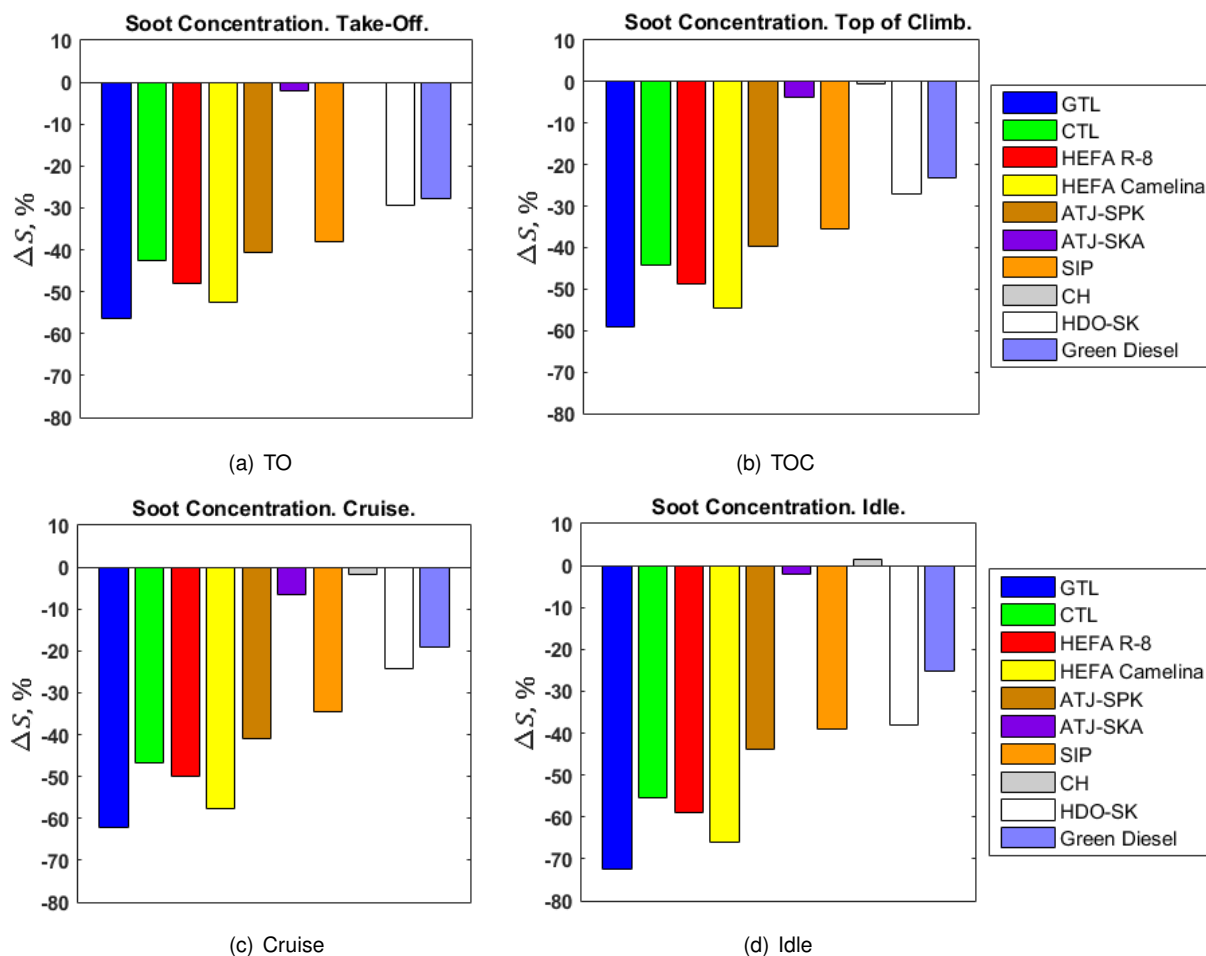 Soot Concentration. Take-Off.
10
0
-10
-20
-30
-40
-50
-60
-70
-80
ΔS, %
(a) TO
Soot Concentration. Top of Climb.
10
0
-10
-20
-30
-40
-50
-60
-70
-80
ΔS, %
(b) TOC
GTL
CTL
HEFA R-8
HEFA Camelina
ATJ-SPK
ATJ-SKA
SIP
CH
HDO-SK
Green Diesel
Soot Concentration. Cruise.
10
0
-10
-20
-30
-40
-50
-60
-70
-80
ΔS, %
(c) Cruise
Soot Concentration. Idle.
10
0
-10
-20
-30
-40
-50
-60
-70
-80
ΔS, %
(d) Idle
GTL
CTL
HEFA R-8
HEFA Camelina
ATJ-SPK
ATJ-SKA
SIP
CH
HDO-SK
Green Diesel